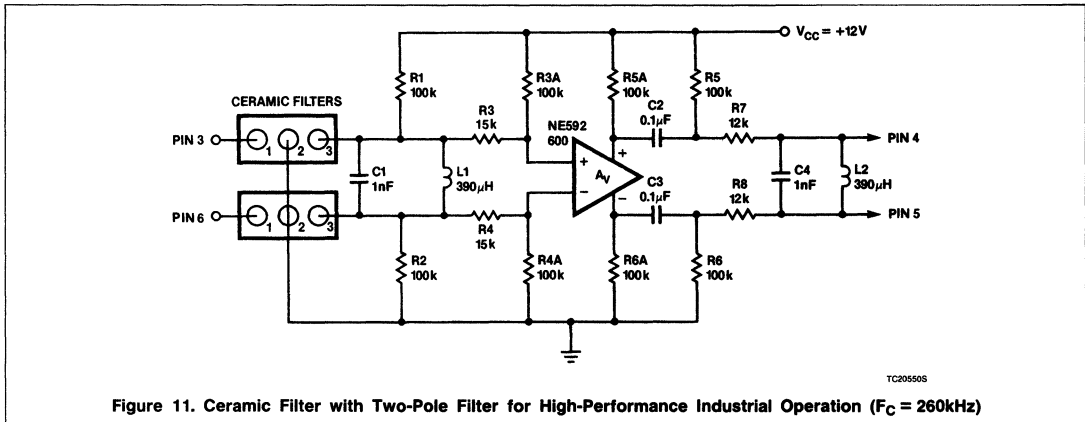 VCC = +12V
R1
100k
R3A
100k
R5A
100k
R5
100k
CERAMIC FILTERS
C2
0.1µF
R7
12k
R3
15k
NE592
600
PIN 3
1 2 3
PIN 4
C1
1nF
L1
390µH
+
AV
+
−
−
C4
1nF
L2
390µH
C3
0.1µF
R8
12k
PIN 6
1 2 3
PIN 5
R4
15k
R2
100k
R4A
100k
R6A
100k
R6
100k
TC20550S
Figure 11. Ceramic Filter with Two-Pole Filter for High-Performance Industrial Operation (FC = 260kHz)